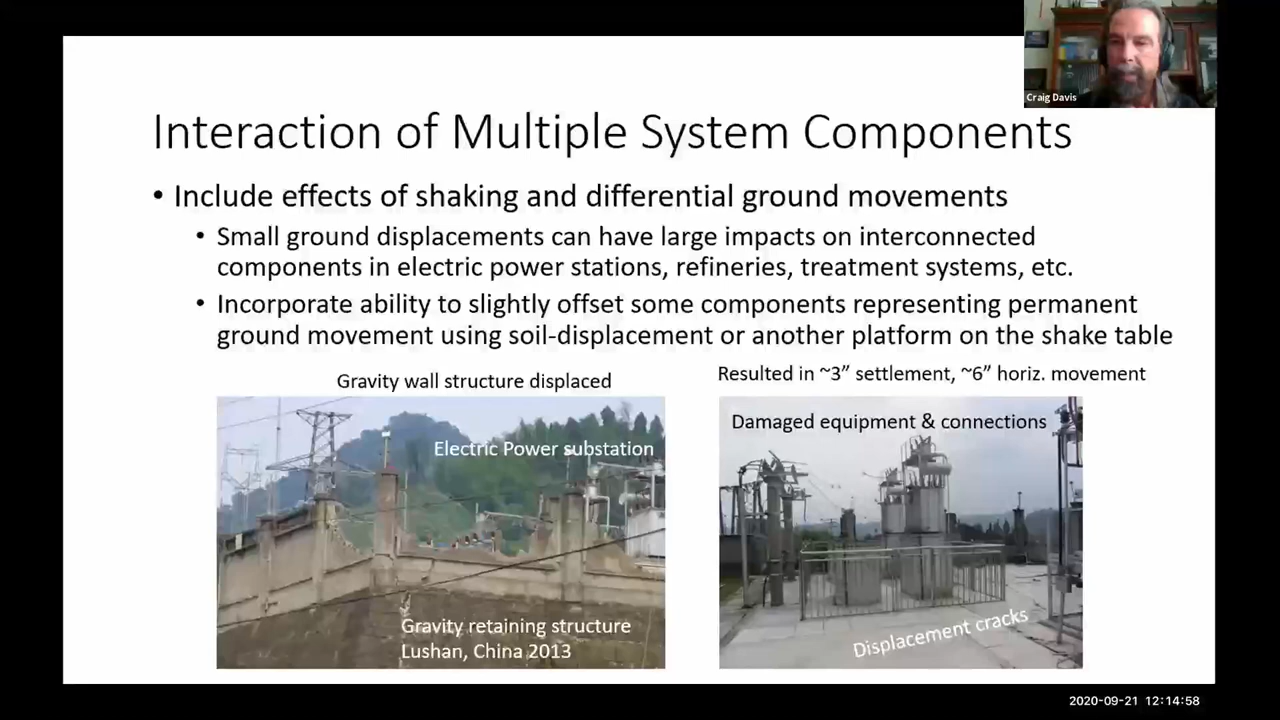 Craig Davis
Interaction of Multiple System Components
• Include effects of shaking and differential ground movements
• Small ground displacements can have large impacts on interconnected
components in electric power stations, refineries, treatment systems, etc.
• Incorporate ability to slightly offset some components representing permanent
ground movement using soil-displacement or another platform on the shake table
Gravity wall structure displaced
Electric Power substation
Gravity retaining structure
Lushan, China 2013
Resulted in ~3” settlement, ~6” horiz. movement
Damaged equipment & connections
Displacement cracks
2020-09-21 12:14:58